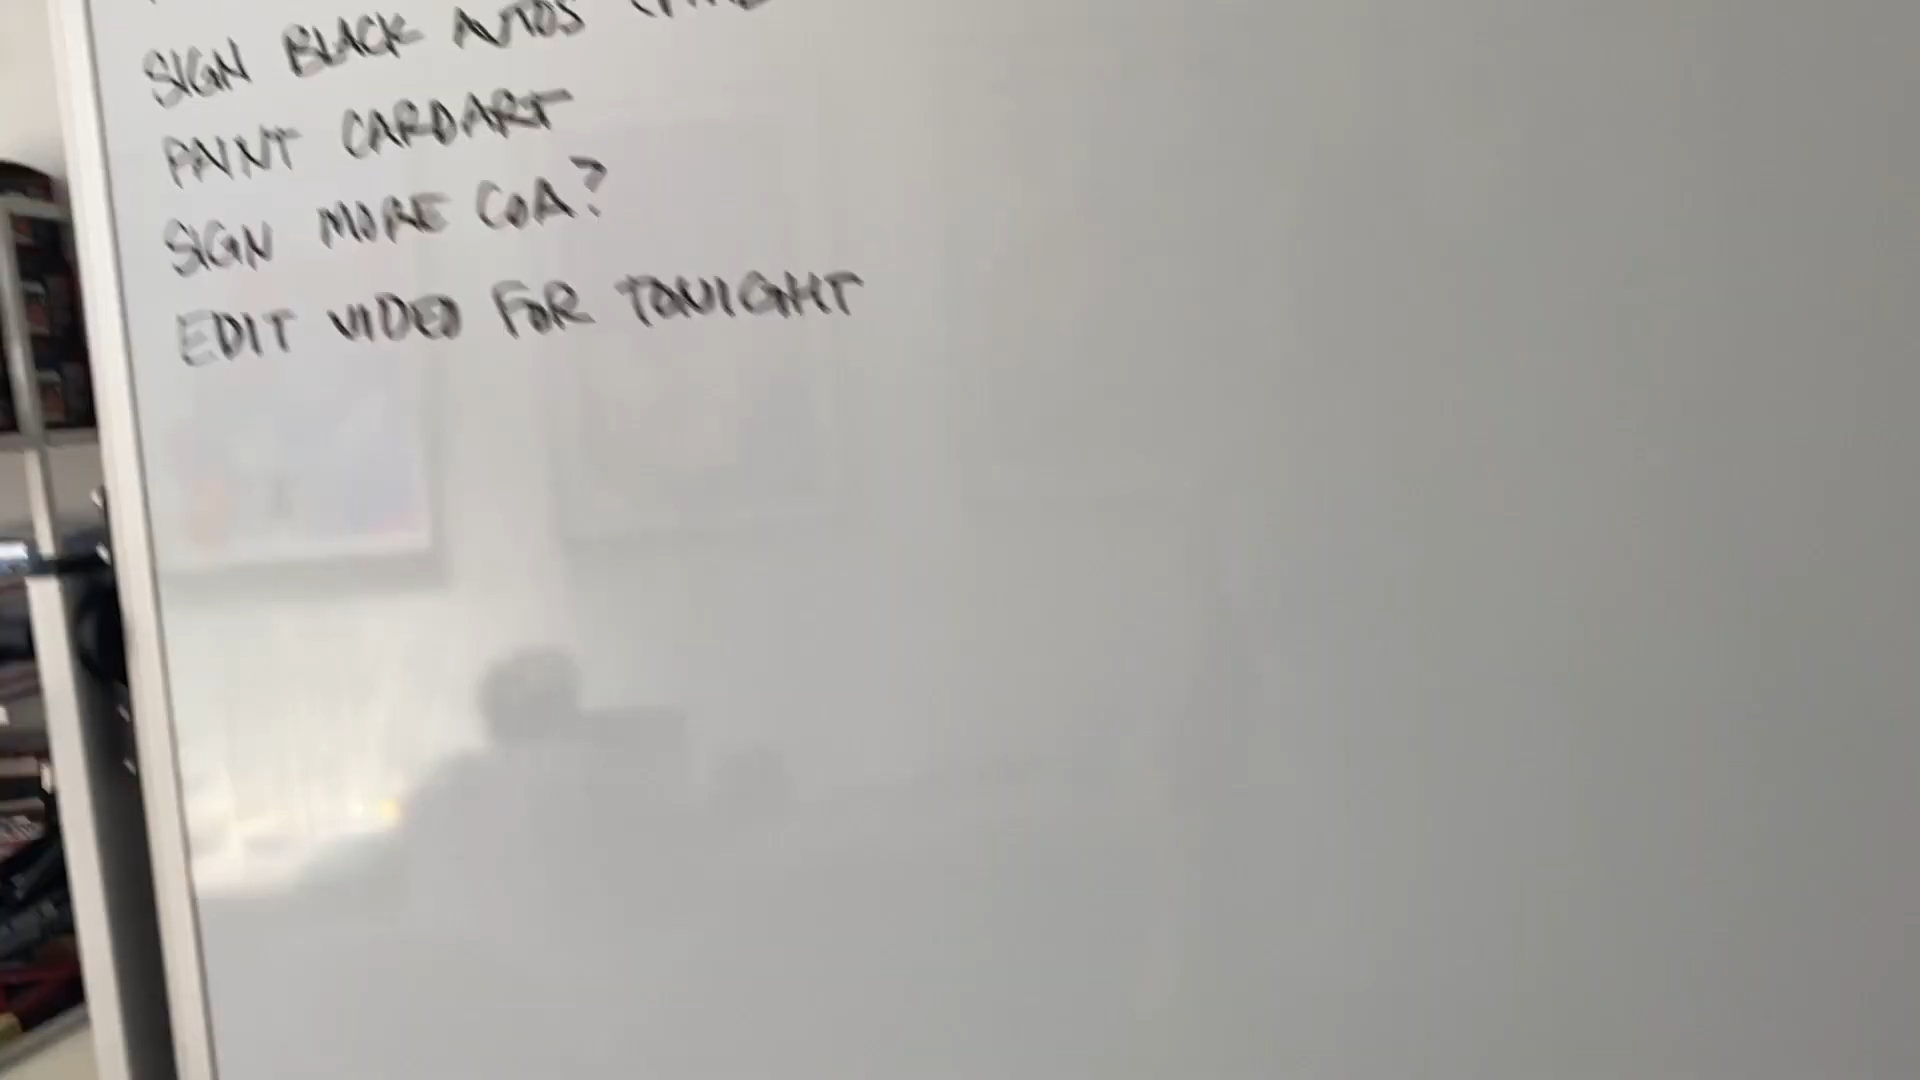 SIGN BLACK AUTOS
PAINT CARDART
SIGN MORE COA?
EDIT VIDEO FOR TONIGHT